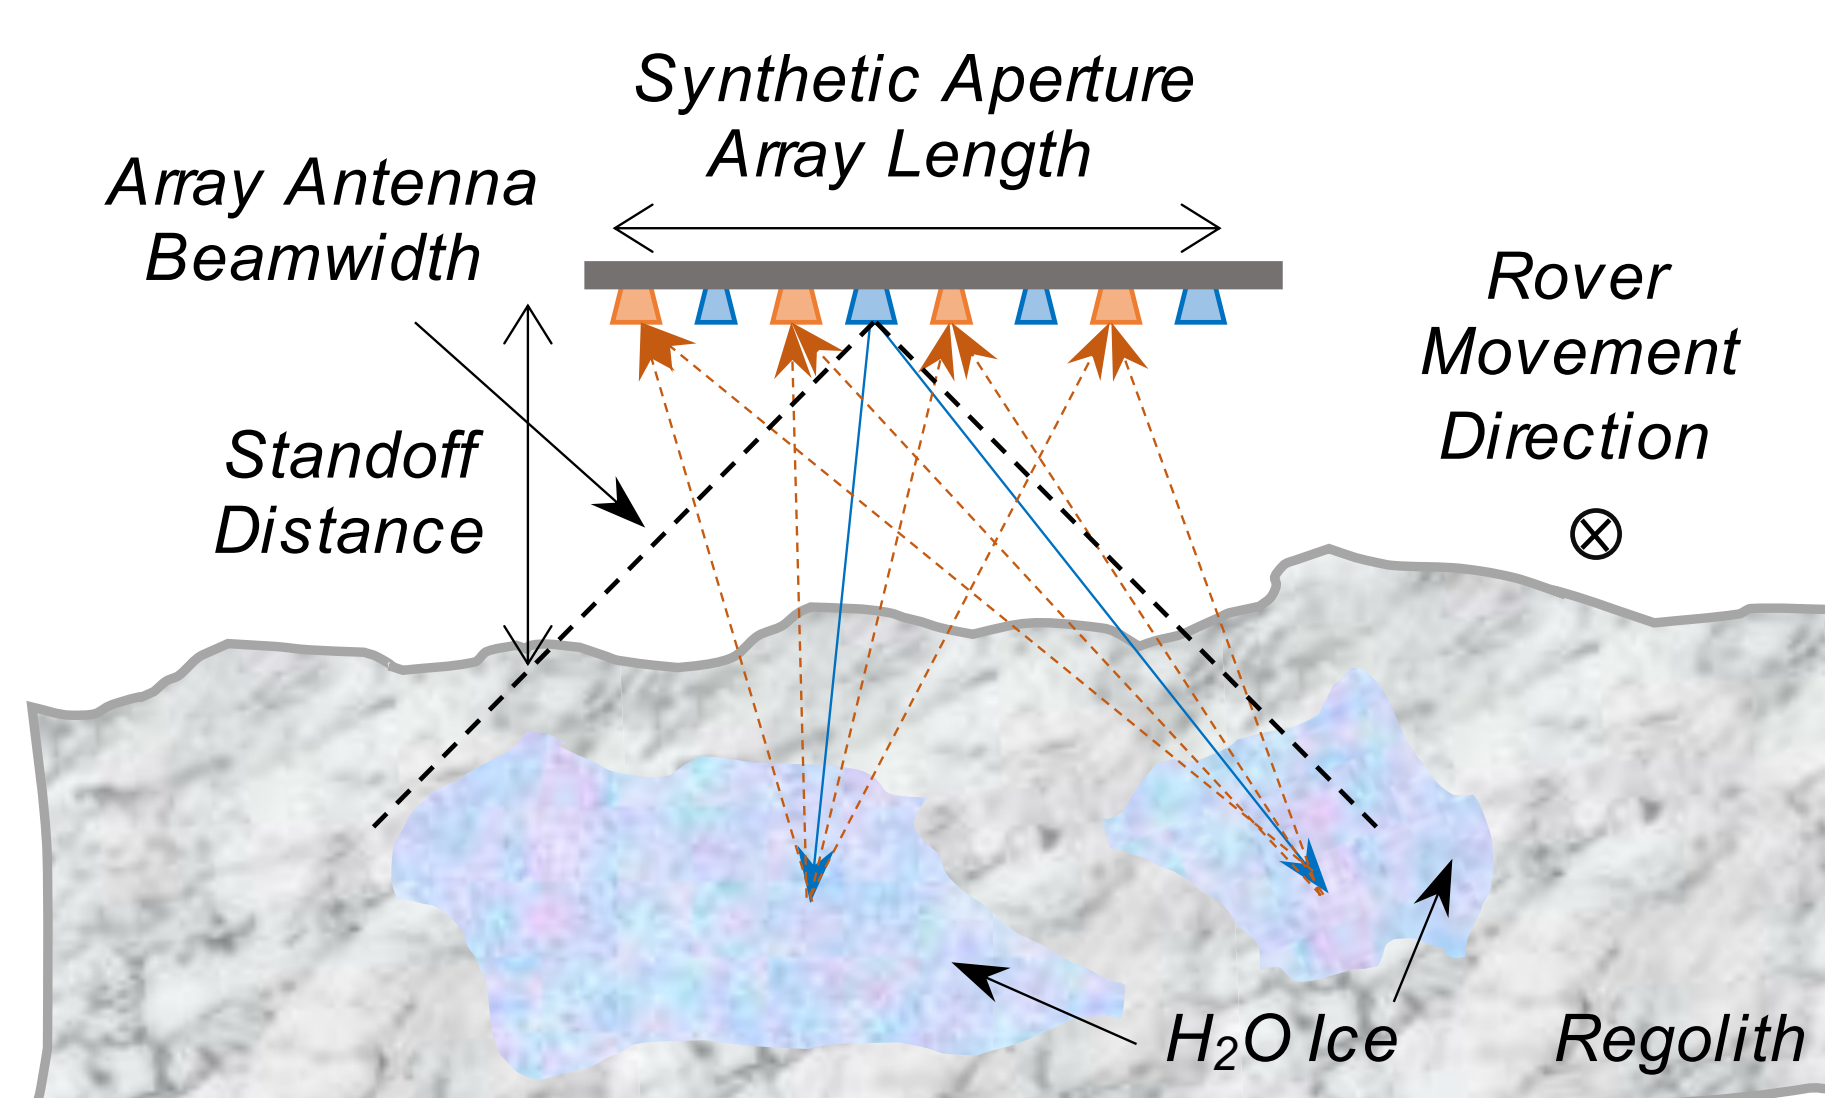 Synthetic Aperture
Array Length
Array Antenna
Beamwidth
Standoff
Distance
Rover
Movement
Direction
H₂O Ice
Regolith